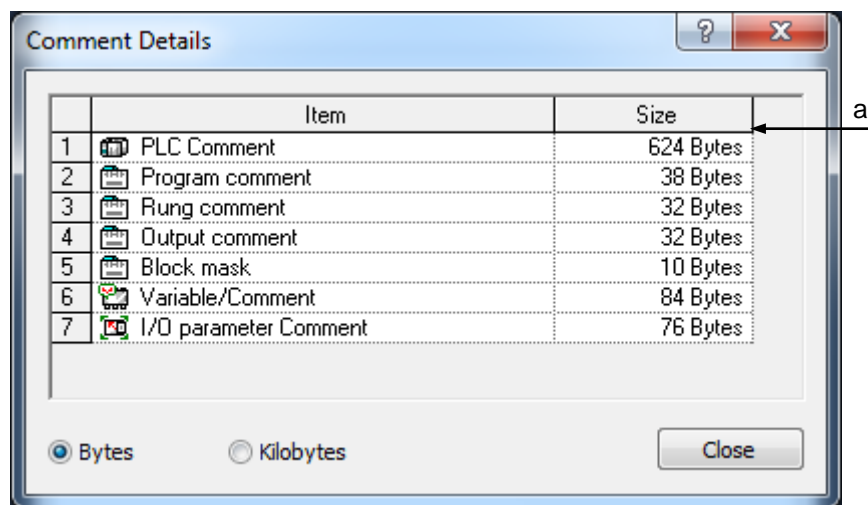 Comment Details
a
Item Size
1 PLC Comment 624 Bytes
2 Program comment 38 Bytes
3 Rung comment 32 Bytes
4 Output comment 32 Bytes
5 Block mask 10 Bytes
6 Variable/Comment 84 Bytes
7 I/O parameter Comment 76 Bytes
Bytes Kilobytes Close